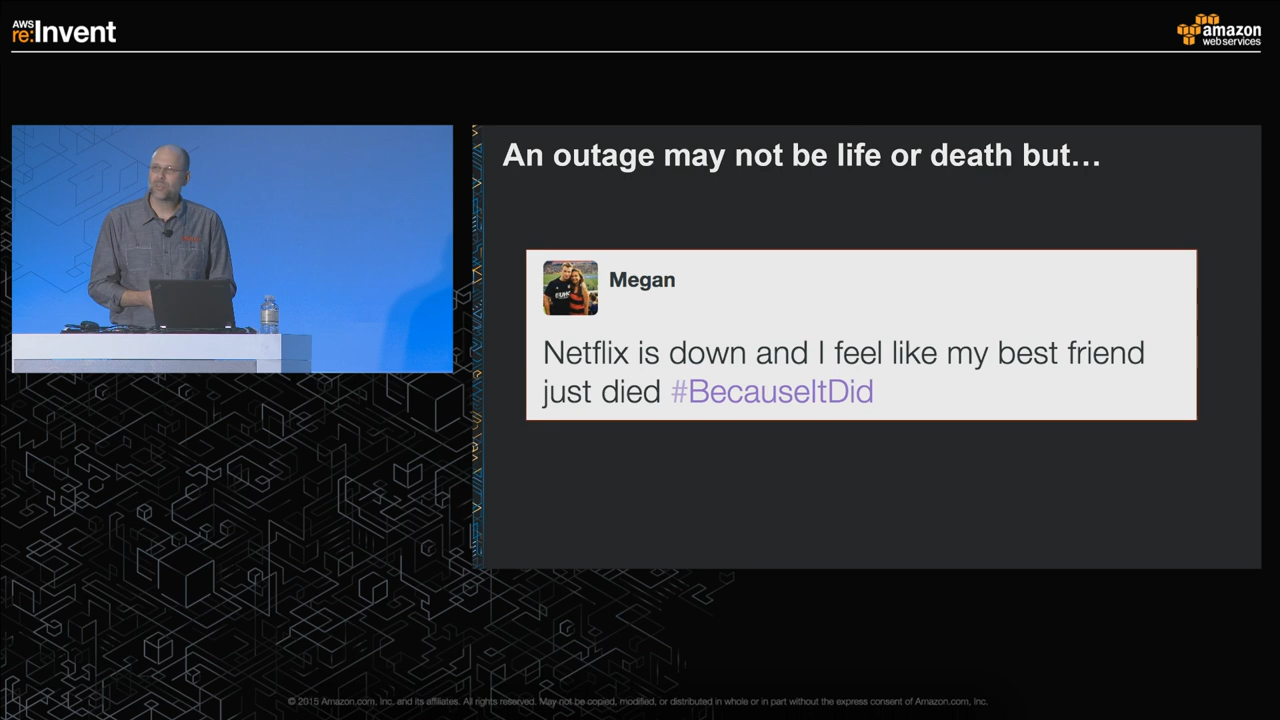 AWS
re:Invent
amazon
web services
An outage may not be life or death but…
Megan
Netflix is down and I feel like my best friend
just died #BecauseItDid
© 2015 Amazon.com, Inc. and its affiliates. All rights reserved. May not be copied, modified, or distributed in whole or in part without the express consent of Amazon.com, Inc.